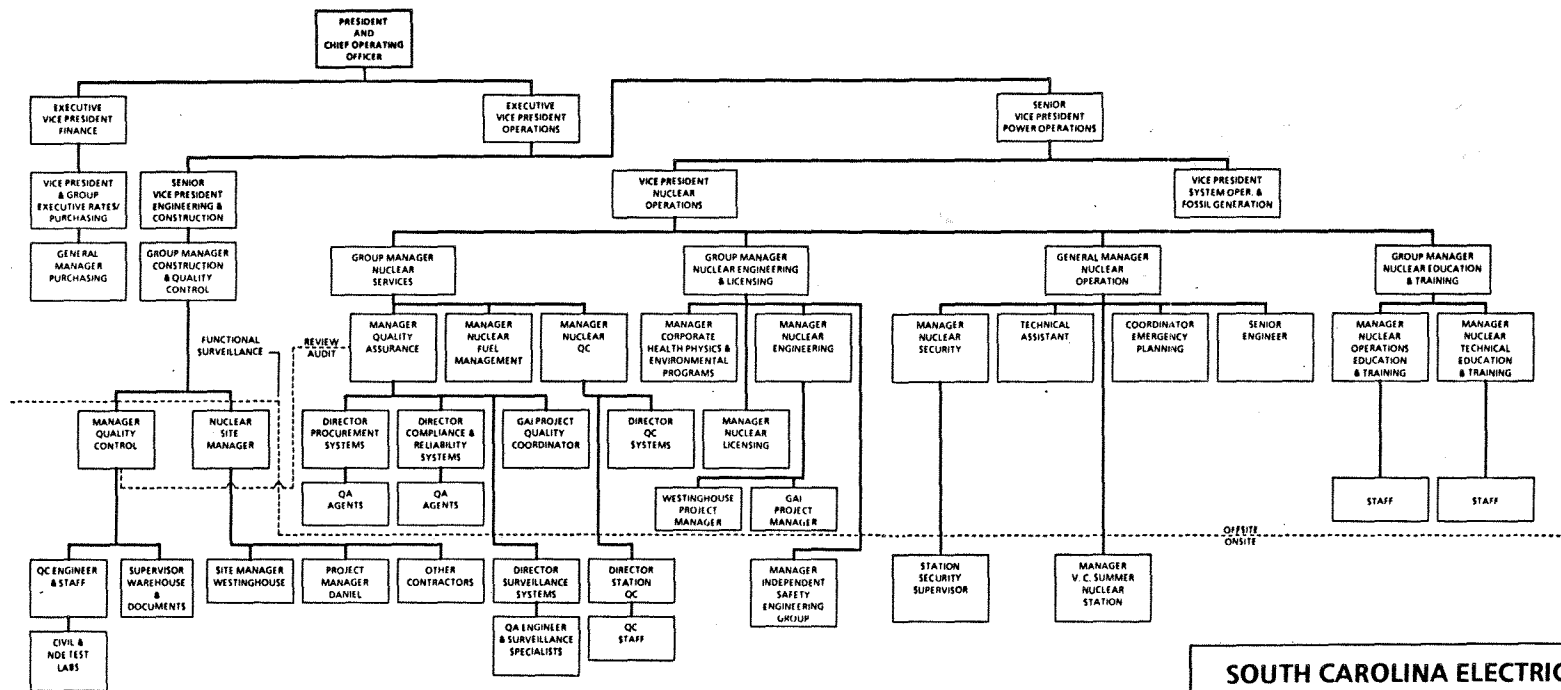 PRESIDENT
AND
CHIEF OPERATING
OFFICER
EXECUTIVE
VICE PRESIDENT
FINANCE
EXECUTIVE
VICE PRESIDENT
OPERATIONS
SENIOR
VICE PRESIDENT
POWER OPERATIONS
VICE PRESIDENT
& GROUP
EXECUTIVE RATES/
PURCHASING
SENIOR
VICE PRESIDENT
ENGINEERING &
CONSTRUCTION
VICE PRESIDENT
NUCLEAR
OPERATIONS
VICE PRESIDENT
SYSTEM OPER. &
FOSSIL GENERATION
GENERAL
MANAGER
PURCHASING
GROUP MANAGER
CONSTRUCTION
& QUALITY
CONTROL
GROUP MANAGER
NUCLEAR
SERVICES
GROUP MANAGER
NUCLEAR ENGINEERING
& LICENSING
GENERAL MANAGER
NUCLEAR
OPERATION
GROUP MANAGER
NUCLEAR EDUCATION
& TRAINING
FUNCTIONAL
SURVEILLANCE
REVIEW
AUDIT
MANAGER
QUALITY
ASSURANCE
MANAGER
NUCLEAR
FUEL
MANAGEMENT
MANAGER
NUCLEAR
QC
MANAGER
CORPORATE
HEALTH PHYSICS &
ENVIRONMENTAL
PROGRAMS
MANAGER
NUCLEAR
ENGINEERING
MANAGER
NUCLEAR
SECURITY
TECHNICAL
ASSISTANT
COORDINATOR
EMERGENCY
PLANNING
SENIOR
ENGINEER
MANAGER
NUCLEAR
OPERATIONS
EDUCATION
& TRAINING
MANAGER
NUCLEAR
TECHNICAL
EDUCATION
& TRAINING
MANAGER
QUALITY
CONTROL
NUCLEAR
SITE
MANAGER
DIRECTOR
PROCUREMENT
SYSTEMS
DIRECTOR
COMPLIANCE &
RELIABILITY
SYSTEMS
GAI PROJECT
QUALITY
COORDINATOR
DIRECTOR
QC
SYSTEMS
MANAGER
NUCLEAR
LICENSING
QA
AGENTS
QA
AGENTS
WESTINGHOUSE
PROJECT
MANAGER
GAI
PROJECT
MANAGER
STAFF
STAFF
OFFSITE
ONSITE
QC ENGINEER
& STAFF
SUPERVISOR
WAREHOUSE
&
DOCUMENTS
SITE MANAGER
WESTINGHOUSE
PROJECT
MANAGER
DANIEL
OTHER
CONTRACTORS
DIRECTOR
SURVEILLANCE
SYSTEMS
DIRECTOR
STATION
QC
MANAGER
INDEPENDENT
SAFETY
ENGINEERING
GROUP
STATION
SECURITY
SUPERVISOR
MANAGER
V. C. SUMMER
NUCLEAR
STATION
CIVIL &
NDE TEST
LABS
QA ENGINEER
& SURVEILLANCE
SPECIALISTS
QC
STAFF
SOUTH CAROLINA ELECTRIC